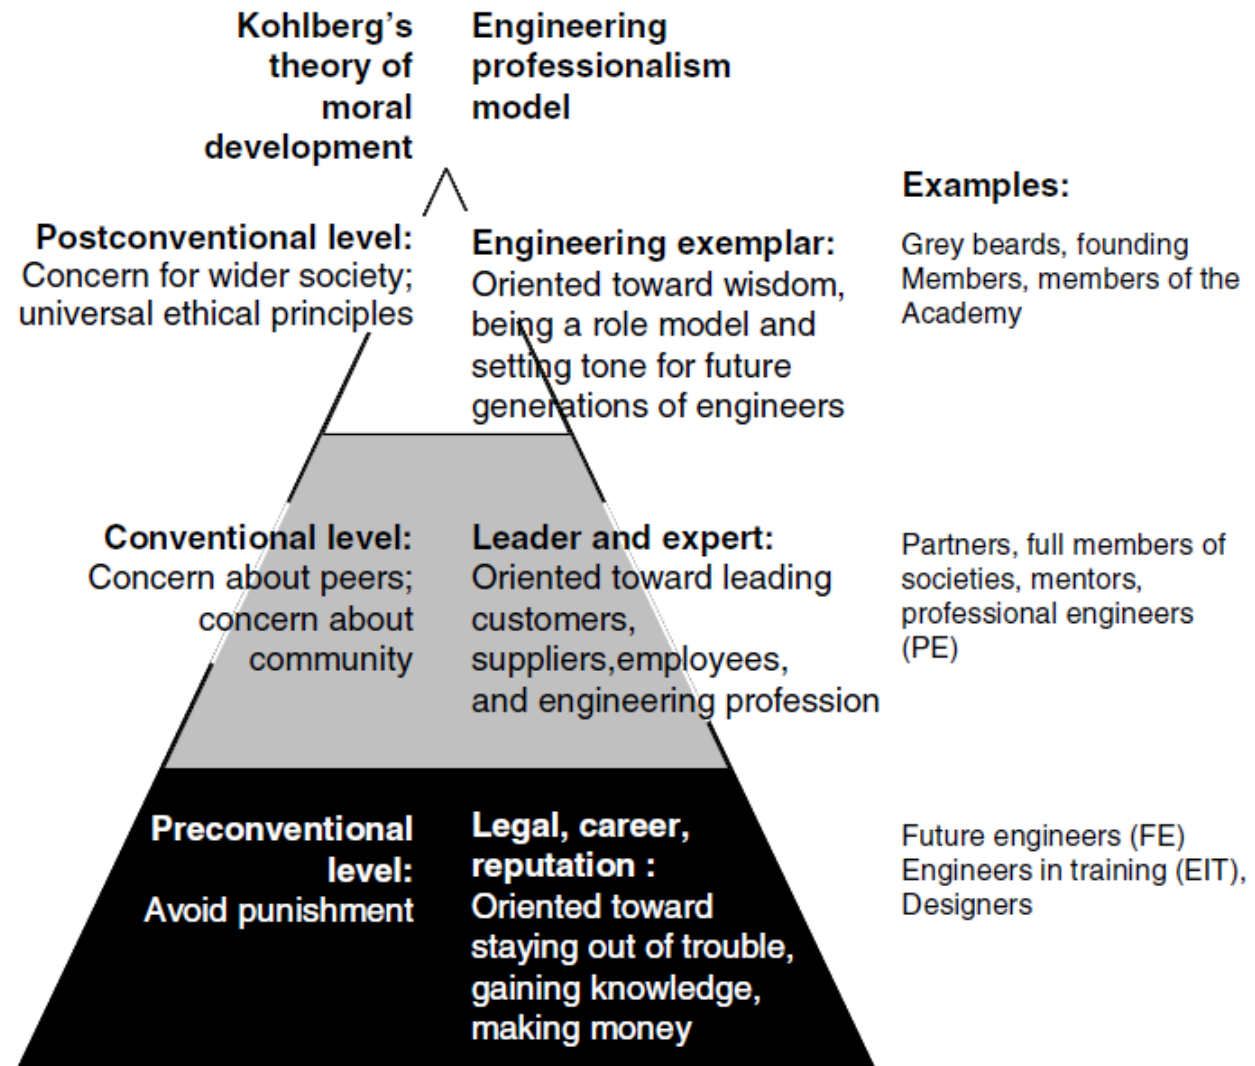 Kohlberg's
theory of
moral
development
Engineering
professionalism
model
Examples:
Postconventional level:
Concern for wider society;
universal ethical principles
Engineering exemplar:
Oriented toward wisdom,
being a role model and
setting tone for future
generations of engineers
Grey beards, founding
Members, members of the
Academy
Conventional level:
Concern about peers;
concern about
community
Leader and expert:
Oriented toward leading
customers,
suppliers,employees,
and engineering profession
Partners, full members of
societies, mentors,
professional engineers
(PE)
Preconventional
level:
Avoid punishment
Legal, career,
reputation :
Oriented toward
staying out of trouble,
gaining knowledge,
making money
Future engineers (FE)
Engineers in training (EIT),
Designers